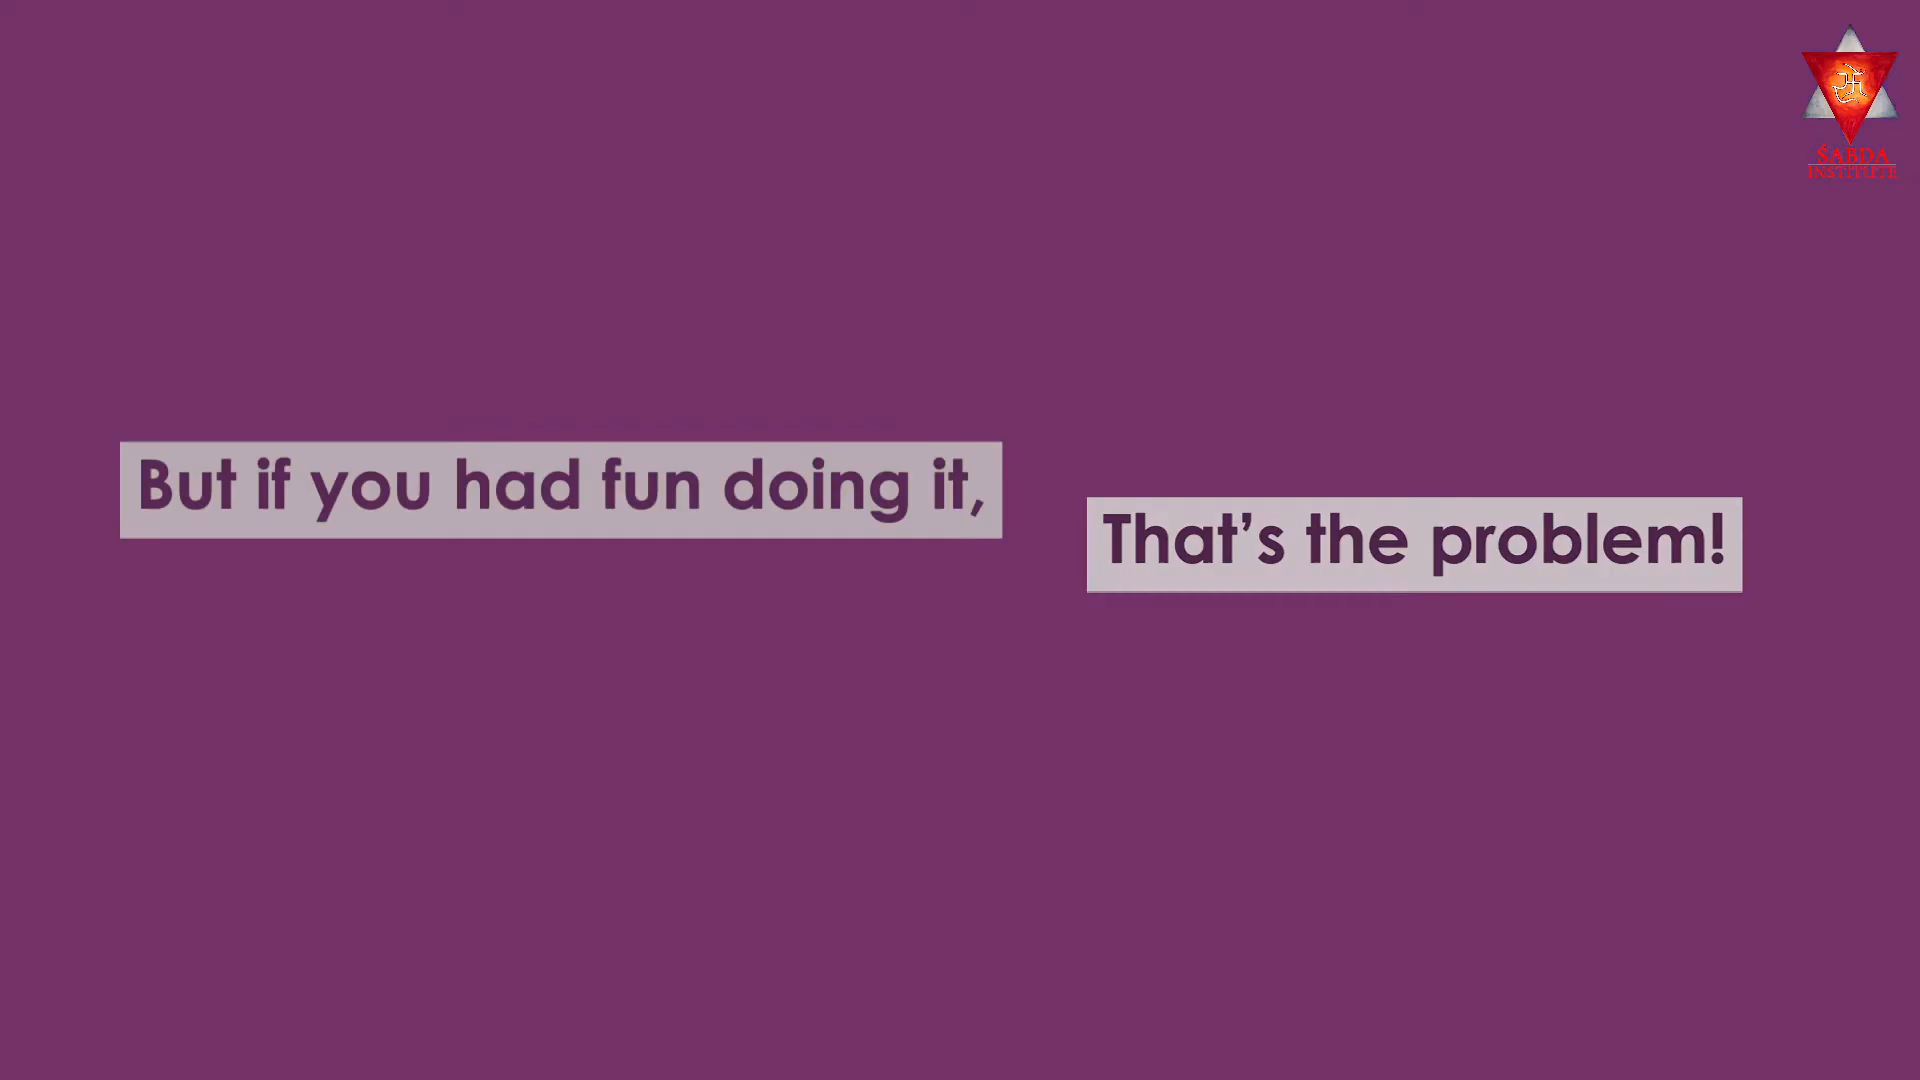 But if you had fun doing it,
That’s the problem!
ŚABDA
INSTITUTE